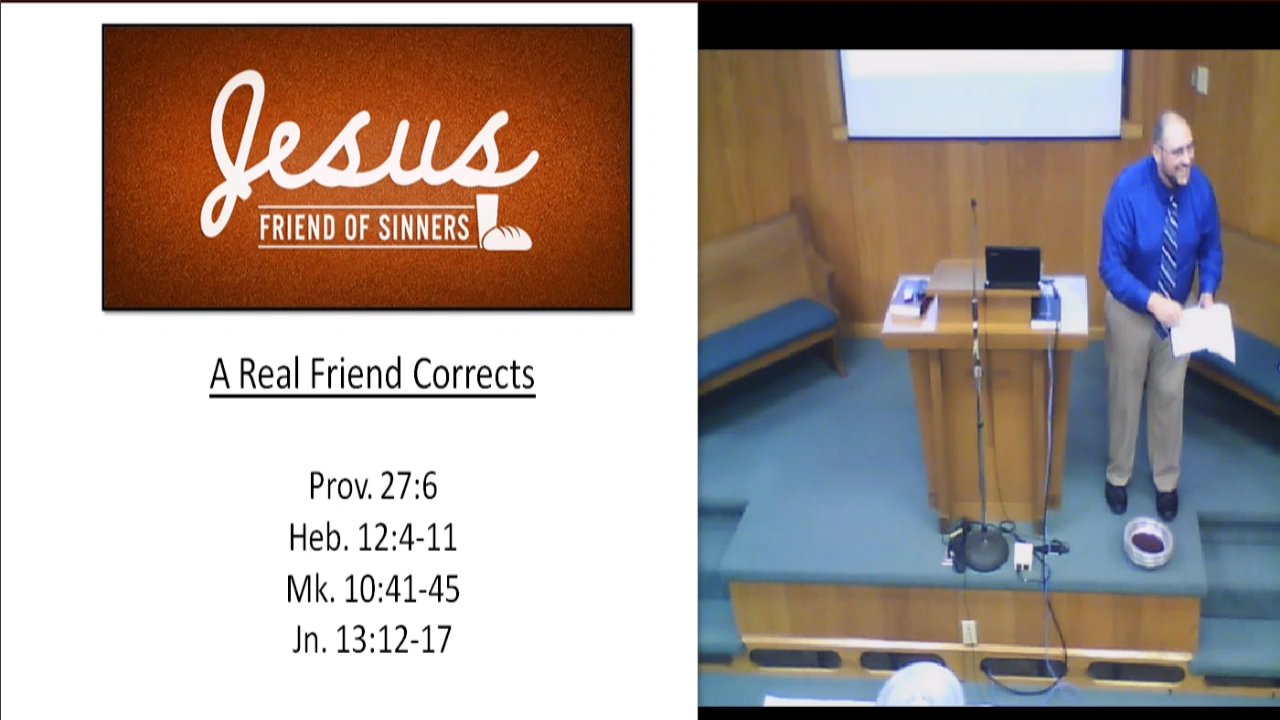 Jesus
FRIEND OF SINNERS
A Real Friend Corrects
Prov. 27:6
Heb. 12:4-11
Mk. 10:41-45
Jn. 13:12-17